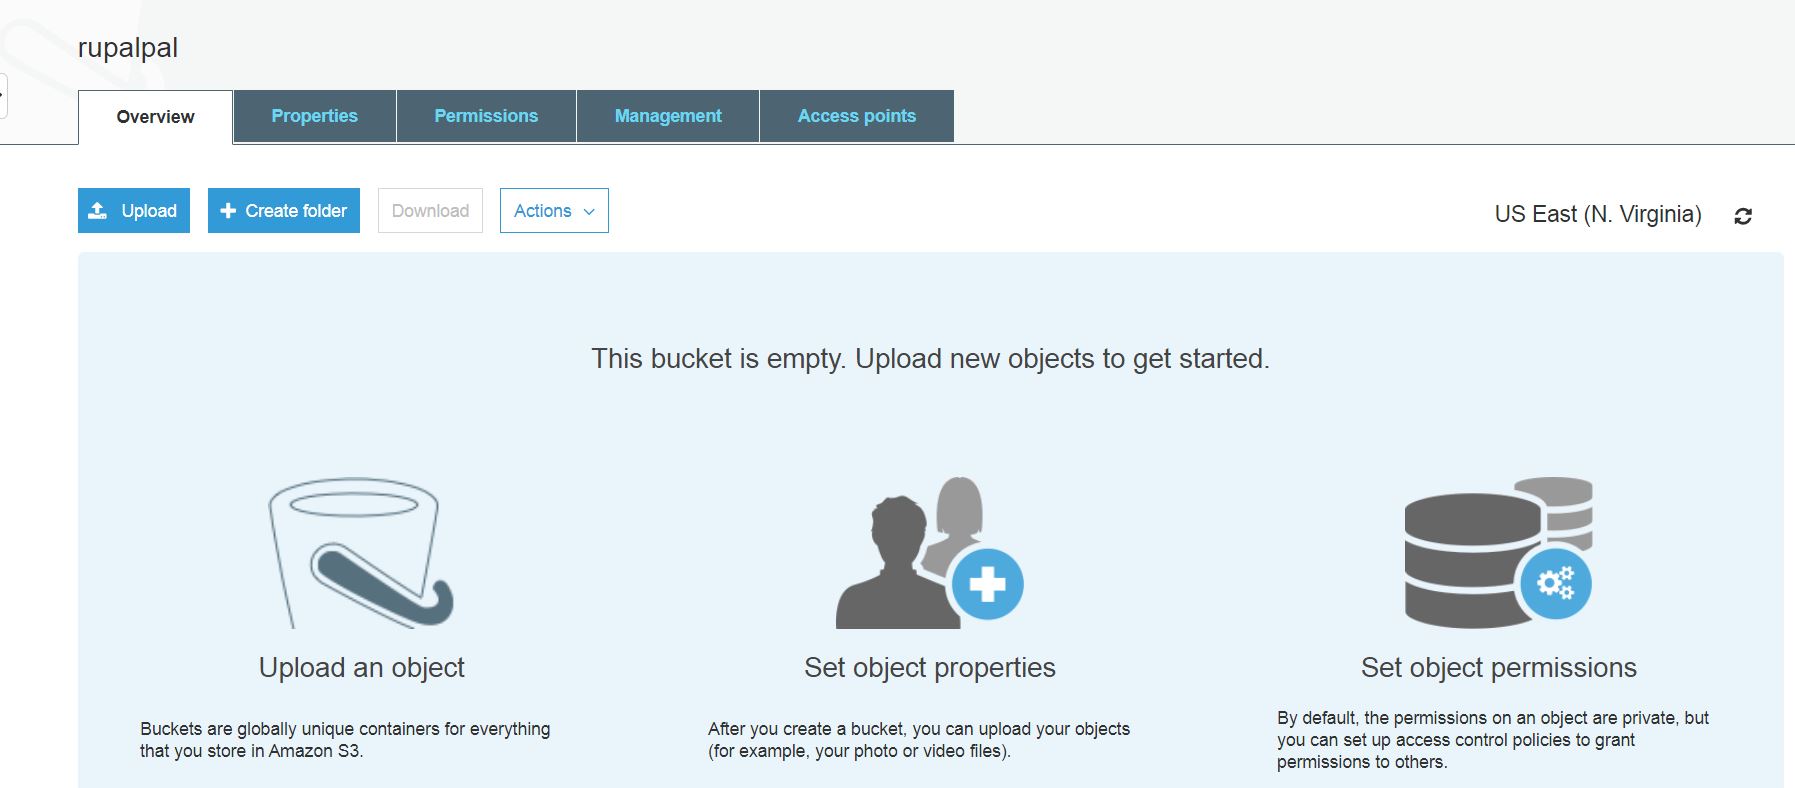 rupalpal
Overview Properties Permissions Management Access points
Upload Create folder Download Actions US East (N. Virginia)
This bucket is empty. Upload new objects to get started.
Upload an object
Buckets are globally unique containers for everything
that you store in Amazon S3.
Set object properties
After you create a bucket, you can upload your objects
(for example, your photo or video files).
Set object permissions
By default, the permissions on an object are private, but
you can set up access control policies to grant
permissions to others.